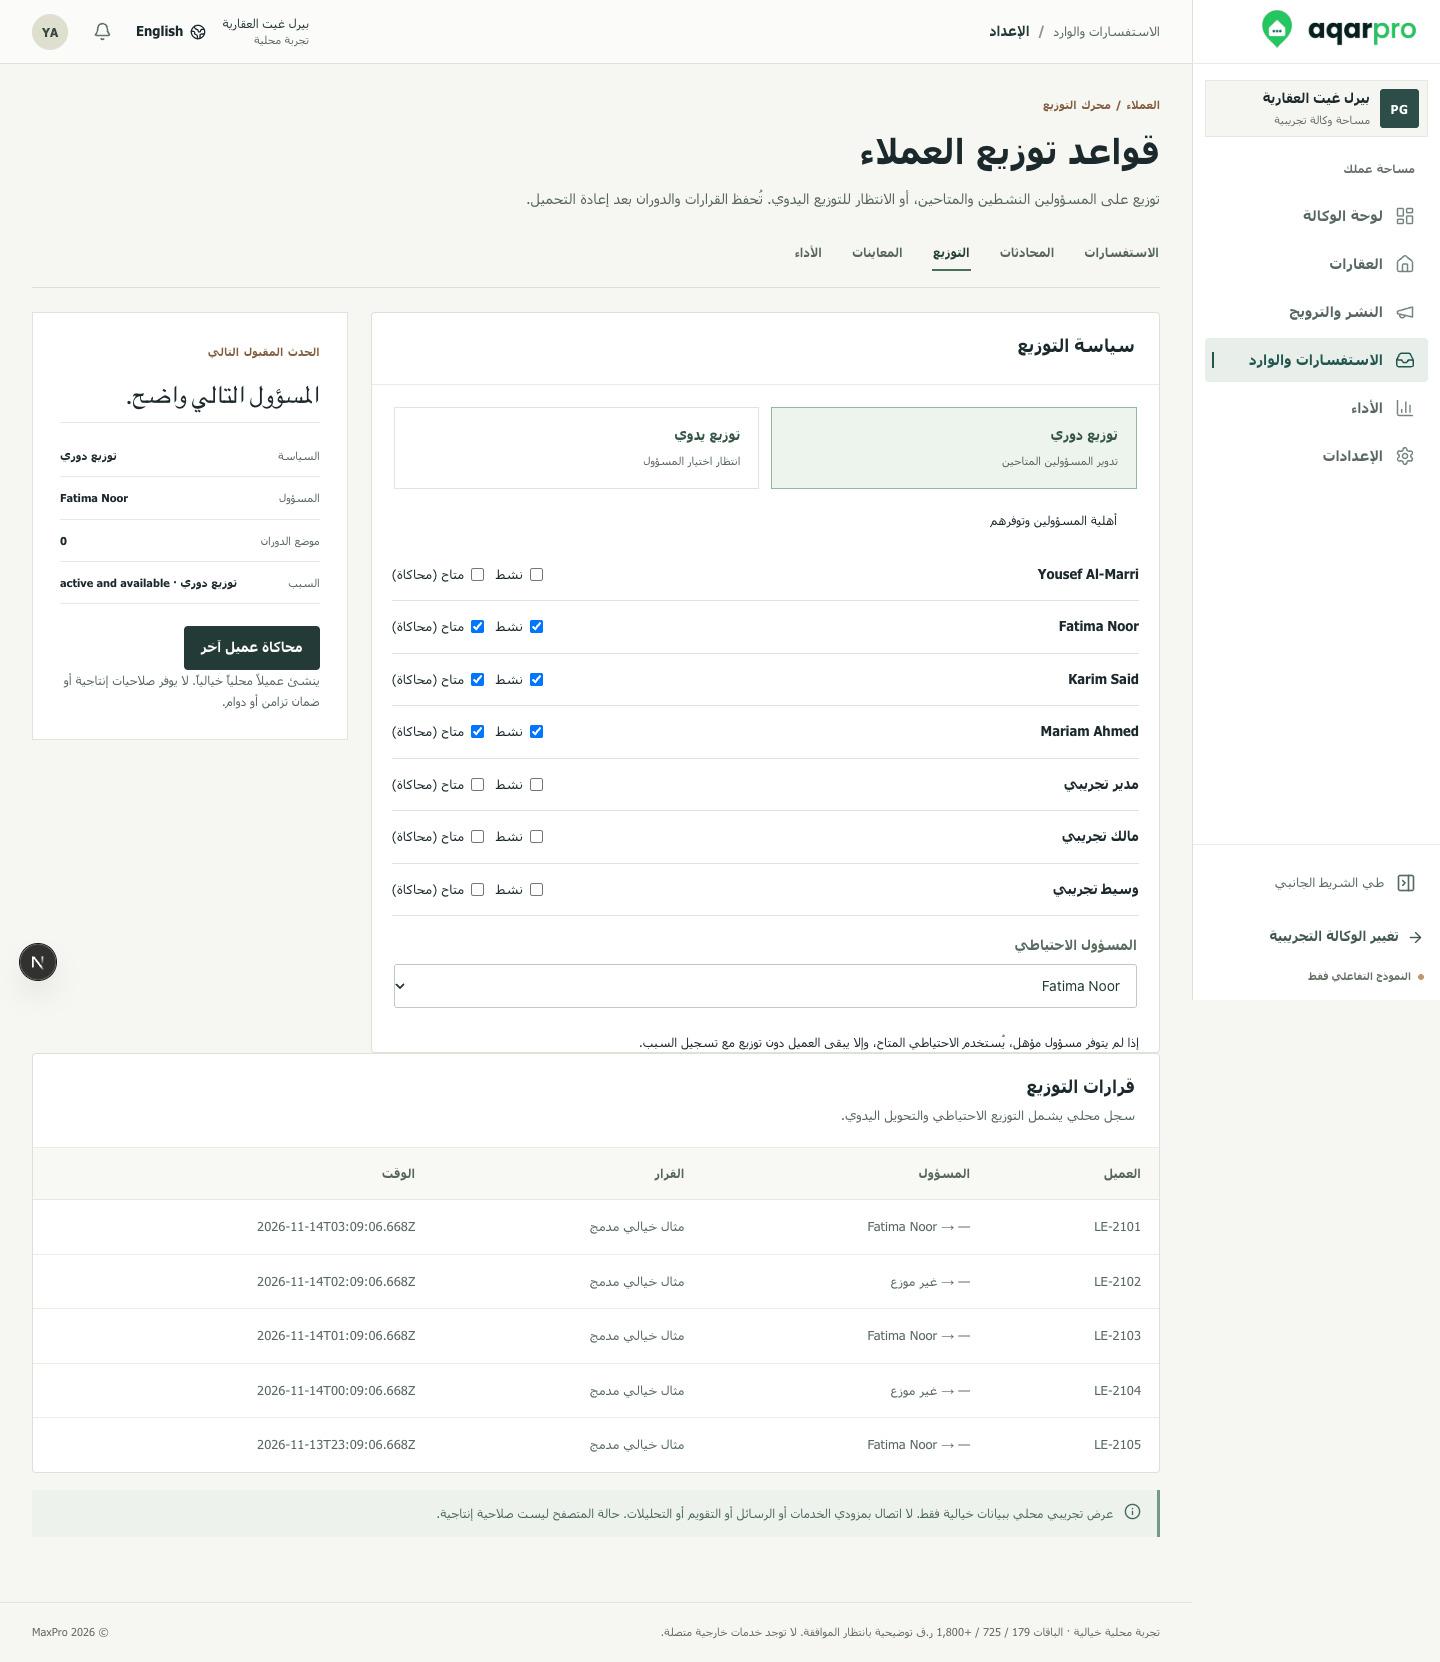 aqarpro
الاستفسارات والوارد / الإعداد
بيرل غيت العقارية
تجربة محلية
English
YA
PG
بيرل غيت العقارية
مساحة وكالة تجريبية
مساحة عملك
لوحة الوكالة
العقارات
النشر والترويج
الاستفسارات والوارد
الأداء
الإعدادات
طي الشريط الجانبي
تغيير الوكالة التجريبية
النموذج التفاعلي فقط
العملاء / محرك التوزيع
قواعد توزيع العملاء
توزيع على المسؤولين النشطين والمتاحين، أو الانتظار للتوزيع اليدوي. تُحفظ القرارات والدوران بعد إعادة التحميل.
الاستفسارات
المحادثات
التوزيع
المعاينات
الأداء
سياسة التوزيع
توزيع دوري
تدوير المسؤولين المتاحين
توزيع يدوي
انتظار اختيار المسؤول
أهلية المسؤولين وتوفرهم
Yousef Al-Marri نشط متاح (محاكاة)
Fatima Noor نشط متاح (محاكاة)
Karim Said نشط متاح (محاكاة)
Mariam Ahmed نشط متاح (محاكاة)
مدير تجريبي نشط متاح (محاكاة)
مالك تجريبي نشط متاح (محاكاة)
وسيط تجريبي نشط متاح (محاكاة)
المسؤول الاحتياطي
Fatima Noor
إذا لم يتوفر مسؤول مؤهل، يُستخدم الاحتياطي المتاح، وإلا يبقى العميل دون توزيع مع تسجيل السبب.
الحدث المقبول التالي
المسؤول التالي واضح.
السياسة توزيع دوري
المسؤول Fatima Noor
موضع الدوران 0
السبب توزيع دوري · active and available
محاكاة عميل آخر
ينشئ عميلاً محلياً خيالياً. لا يوفر صلاحيات إنتاجية أو
ضمان تزامن أو دوام.
N
قرارات التوزيع
سجل محلي يشمل التوزيع الاحتياطي والتحويل اليدوي.
العميل المسؤول القرار الوقت
LE-2101 — → Fatima Noor مثال خيالي مدمج 2026-11-14T03:09:06.668Z
LE-2102 — → غير موزع مثال خيالي مدمج 2026-11-14T02:09:06.668Z
LE-2103 — → Fatima Noor مثال خيالي مدمج 2026-11-14T01:09:06.668Z
LE-2104 — → غير موزع مثال خيالي مدمج 2026-11-14T00:09:06.668Z
LE-2105 — → Fatima Noor مثال خيالي مدمج 2026-11-13T23:09:06.668Z
عرض تجريبي محلي ببيانات خيالية فقط. لا اتصال بمزودي الخدمات أو الرسائل أو التقويم أو التحليلات. حالة المتصفح ليست صلاحية إنتاجية.
تجربة محلية خيالية · الباقات 179 / 725 / +1,800 ر.ق توضيحية بانتظار الموافقة. لا توجد خدمات خارجية متصلة.
© 2026 MaxPro